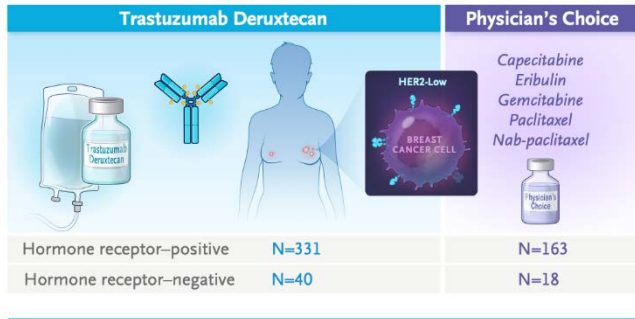 Trastuzumab Deruxtecan
Physician's Choice
Trastuzumab
Deruxtecan
HER2-Low
BREAST
CANCER CELL
Capecitabine
Eribulin
Gemcitabine
Paclitaxel
Nab-paclitaxel
Physician's
Choice
Hormone receptor–positive N=331 N=163
Hormone receptor–negative N=40 N=18